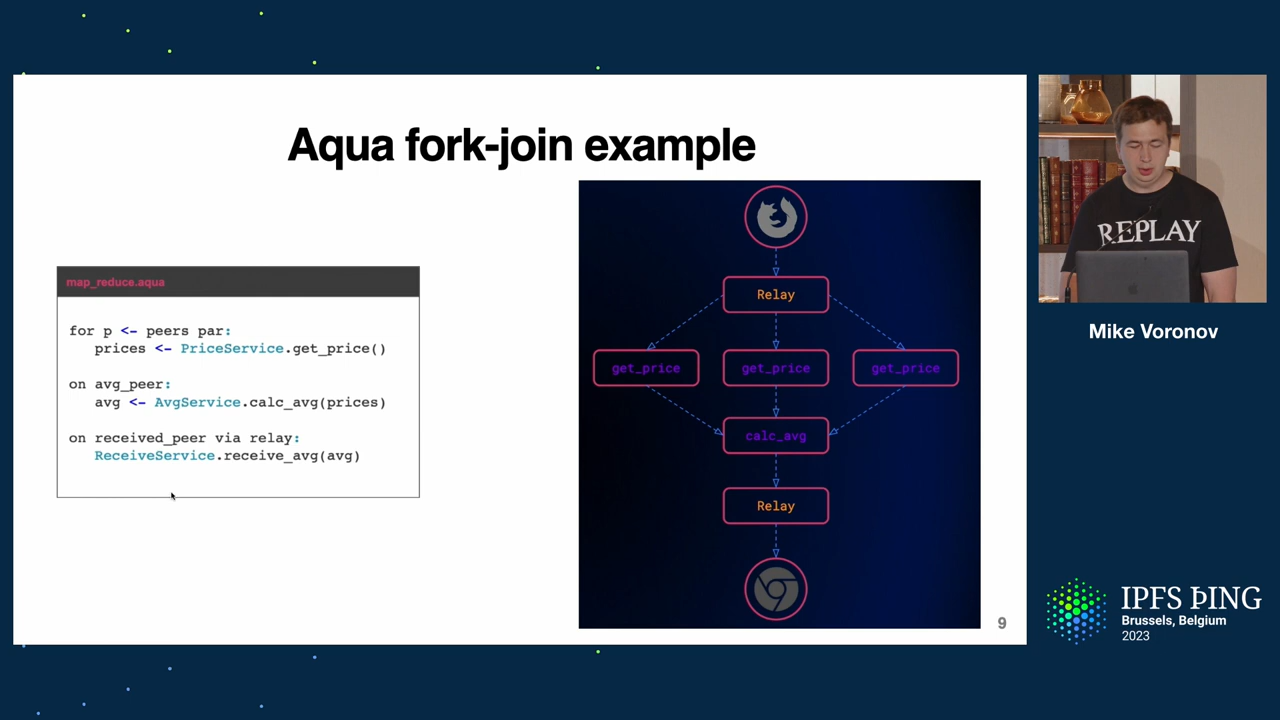 Aqua fork-join example
map_reduce.aqua
for p <- peers par:
prices <- PriceService.get_price()
on avg_peer:
avg <- AvgService.calc_avg(prices)
on received_peer via relay:
ReceiveService.receive_avg(avg)
Relay
get_price get_price get_price
calc_avg
Relay
9
REPLAY
Mike Voronov
IPFS ÞING
Brussels, Belgium
2023